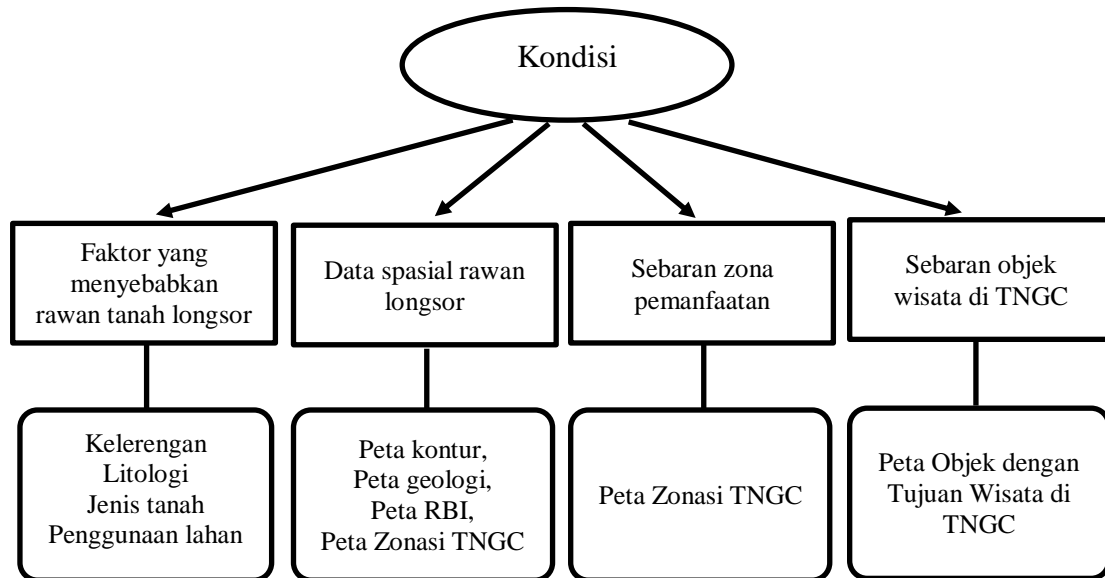 Kondisi
Faktor yang
menyebabkan
rawan tanah longsor
Data spasial rawan
longsor
Sebaran zona
pemanfaatan
Sebaran objek
wisata di TNGC
Kelerengan
Litologi
Jenis tanah
Penggunaan lahan
Peta kontur,
Peta geologi,
Peta RBI,
Peta Zonasi TNGC
Peta Zonasi TNGC
Peta Objek dengan
Tujuan Wisata di
TNGC